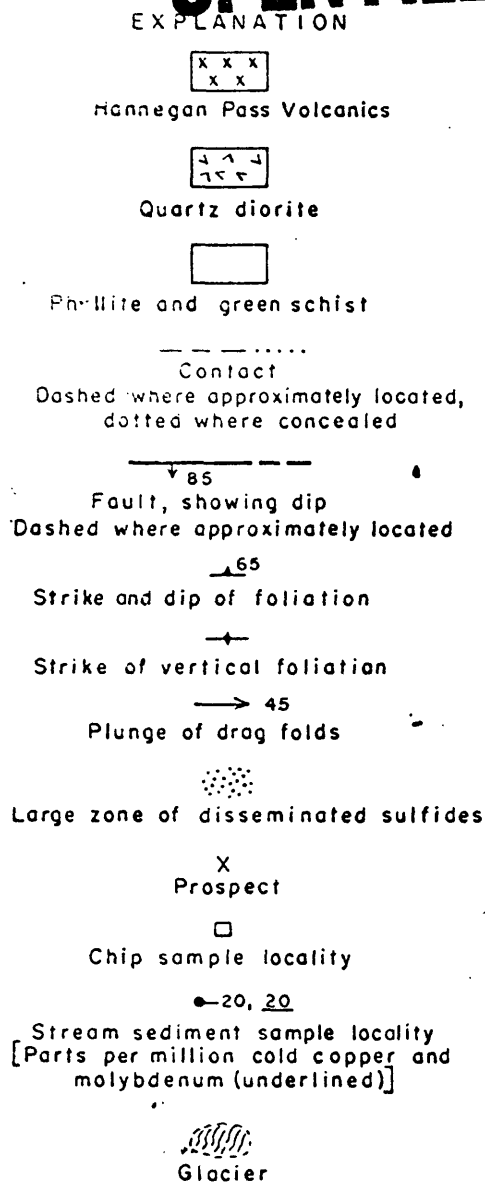 EXPLANATION
x x x
x x
Hannegan Pass Volcanics
Quartz diorite
Phyllite and green schist
Contact
Dashed where approximately located,
dotted where concealed
85
Fault, showing dip
Dashed where approximately located
65
Strike and dip of foliation
Strike of vertical foliation
45
Plunge of drag folds
Large zone of disseminated sulfides
X
Prospect
Chip sample locality
20, 20
Stream sediment sample locality
[Parts per million cold copper and
molybdenum (underlined)]
Glacier